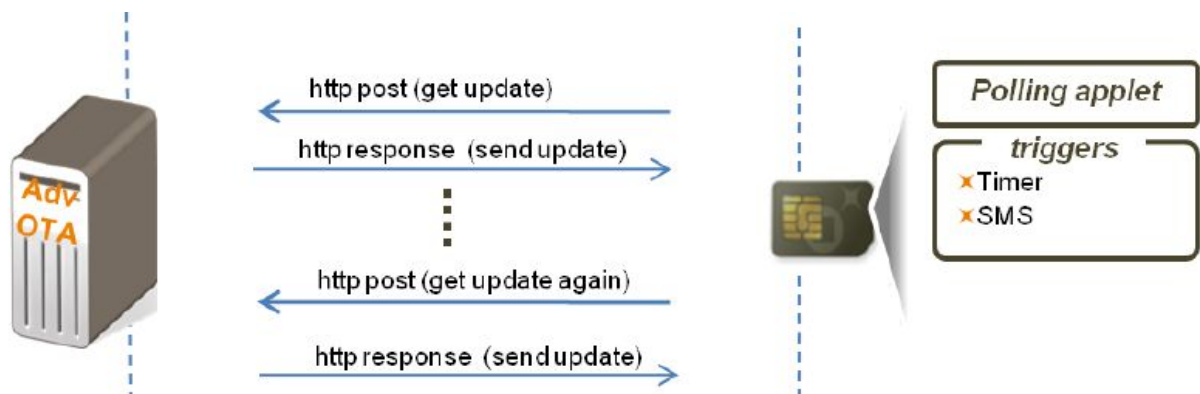 http post (get update)
http response (send update)
http post (get update again)
http response (send update)
Adv-
OTA
Polling applet
triggers
Timer
SMS